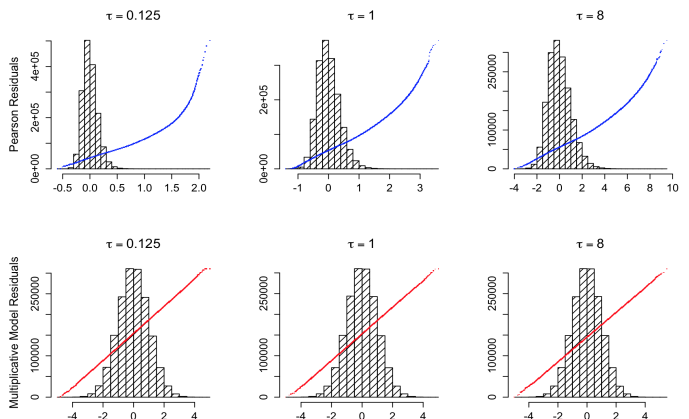 τ = 0.125
τ = 1
τ = 8
Pearson Residuals
0e+00 2e+05 4e+05
0e+00 2e+05
0 100000 250000
-0.5 0.0 0.5 1.0 1.5 2.0
-1 0 1 2 3
-4 -2 0 2 4 6 8 10
τ = 0.125
τ = 1
τ = 8
Multiplicative Model Residuals
0 100000 250000
0 100000 250000
0 100000 250000
-4 -2 0 2 4
-4 -2 0 2 4
-4 -2 0 2 4